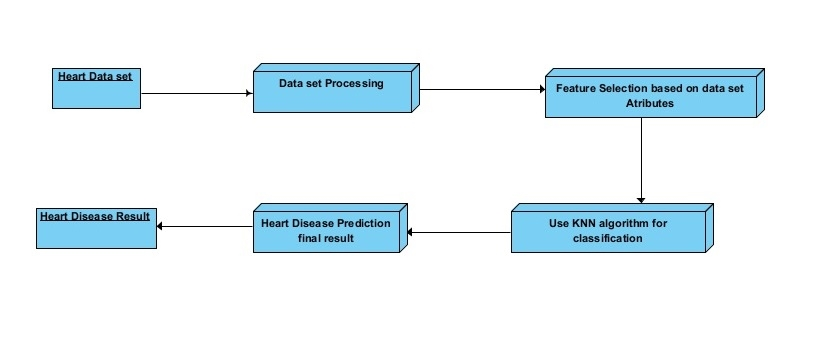 Heart Data set
Data set Processing
Feature Selection based on data set
Atributes
Use KNN algorithm for
classification
Heart Disease Prediction
final result
Heart Disease Result